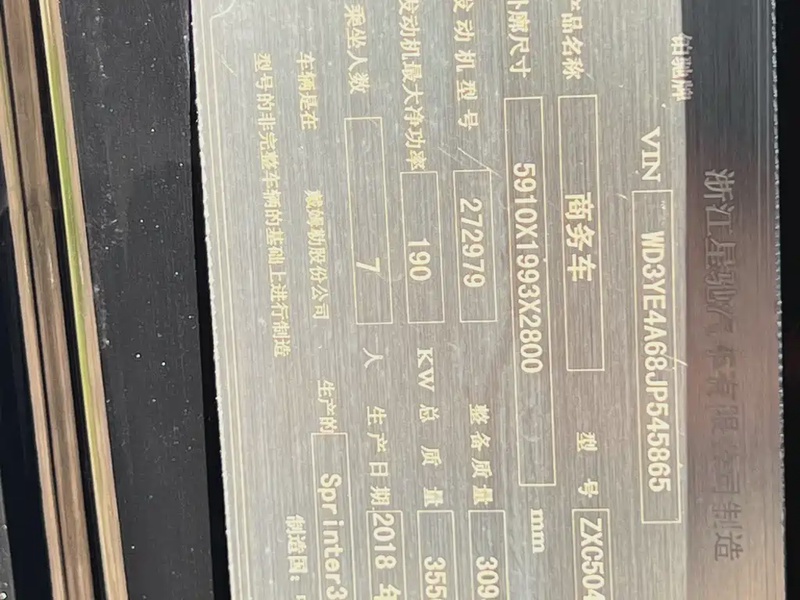 铂驰牌
浙江星驰汽车有限公司制造
VIN WD3YE4A68JP545865
产品名称 商务车 型号 ZXC504
外廓尺寸 5910X1993X2800 mm
发动机型号 272979 整备质量 309
发动机最大净功率 190 KW 总质量 355
乘坐人数 7 人 生产日期 2018 年
车辆是在 戴姆勒股份公司 生产的 Sprinter3
型号的非完整车辆的基础上进行制造 制造国: